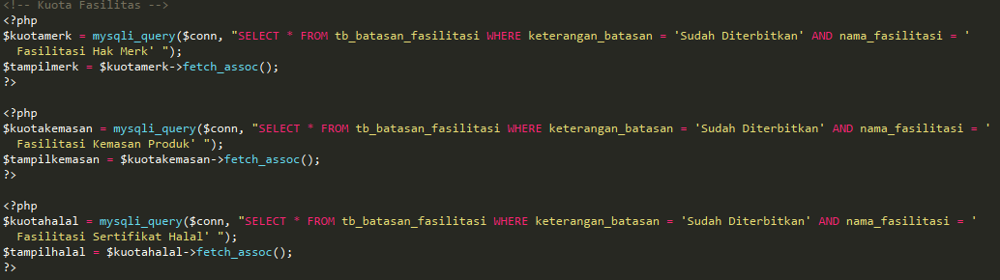 <!-- Kuota Fasilitas -->
<?php
$kuotamerk = mysqli_query($conn, "SELECT * FROM tb_batasan_fasilitasi WHERE keterangan_batasan = 'Sudah Diterbitkan' AND nama_fasilitasi = '
Fasilitasi Hak Merk' ");
$tampilmerk = $kuotamerk->fetch_assoc();
?>
<?php
$kuotakemasan = mysqli_query($conn, "SELECT * FROM tb_batasan_fasilitasi WHERE keterangan_batasan = 'Sudah Diterbitkan' AND nama_fasilitasi = '
Fasilitasi Kemasan Produk' ");
$tampilkemasan = $kuotakemasan->fetch_assoc();
?>
<?php
$kuotahalal = mysqli_query($conn, "SELECT * FROM tb_batasan_fasilitasi WHERE keterangan_batasan = 'Sudah Diterbitkan' AND nama_fasilitasi = '
Fasilitasi Sertifikat Halal' ");
$tampilhalal = $kuotahalal->fetch_assoc();
?>